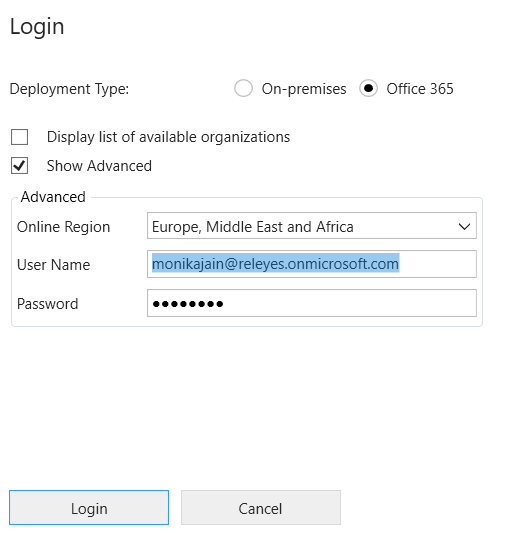 Login
Deployment Type: On-premises Office 365
Display list of available organizations
Show Advanced
Advanced
Online Region Europe, Middle East and Africa
User Name monikajain@releyes.onmicrosoft.com
Password ●●●●●●●●
Login Cancel